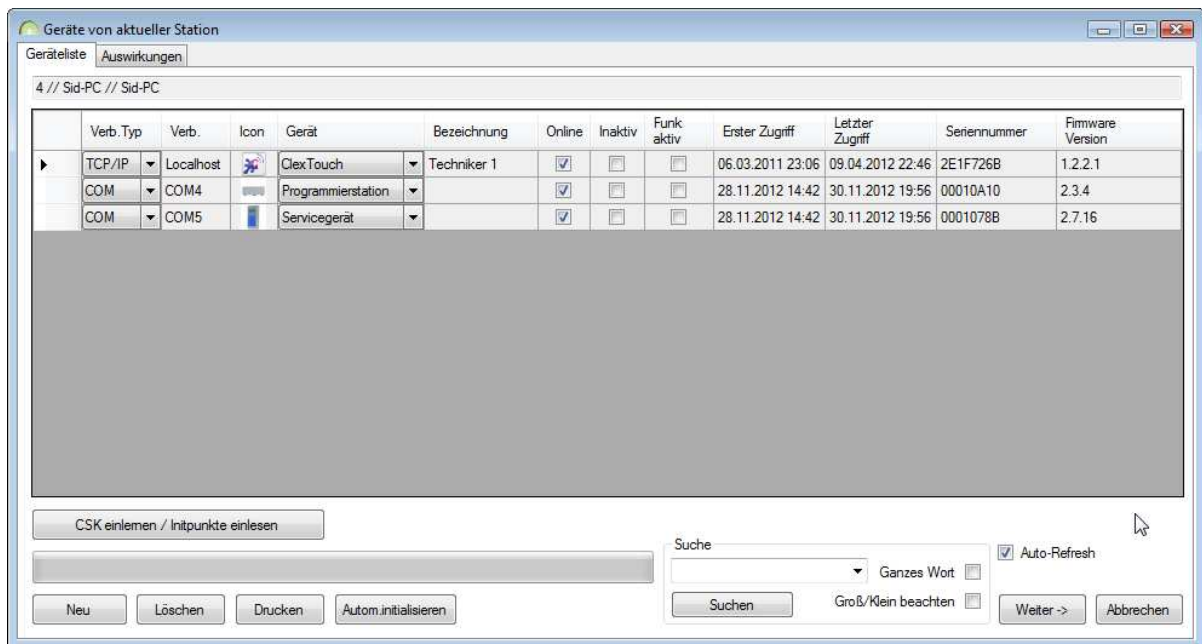 Geräte von aktueller Station
Geräteliste Auswirkungen
4 // Sid-PC // Sid-PC
Verb.Typ Verb. Icon Gerät Bezeichnung Online Inaktiv Funk aktiv Erster Zugriff Letzter Zugriff Seriennummer Firmware Version
TCP/IP Localhost ClexTouch Techniker 1 06.03.2011 23:06 09.04.2012 22:46 2E1F726B 1.2.2.1
COM COM4 Programmierstation 28.11.2012 14:42 30.11.2012 19:56 00010A10 2.3.4
COM COM5 Servicegerät 28.11.2012 14:42 30.11.2012 19:56 0001078B 2.7.16
CSK einlernen / Initpunkte einlesen
Suche
Auto-Refresh
Ganzes Wort
Neu Löschen Drucken Autom.initialisieren Suchen Groß/Klein beachten Weiter -> Abbrechen